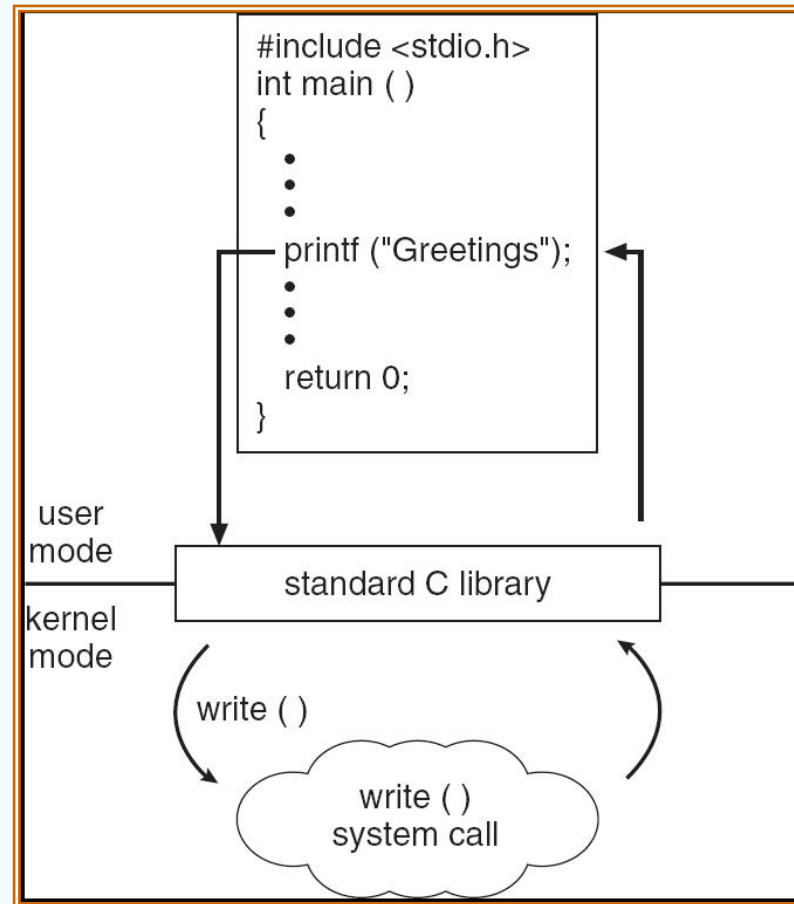 #include <stdio.h>
int main ( )
{
•
•
•
printf ("Greetings");
•
•
•
return 0;
}
user
mode
standard C library
kernel
mode
write ( )
write ( )
system call